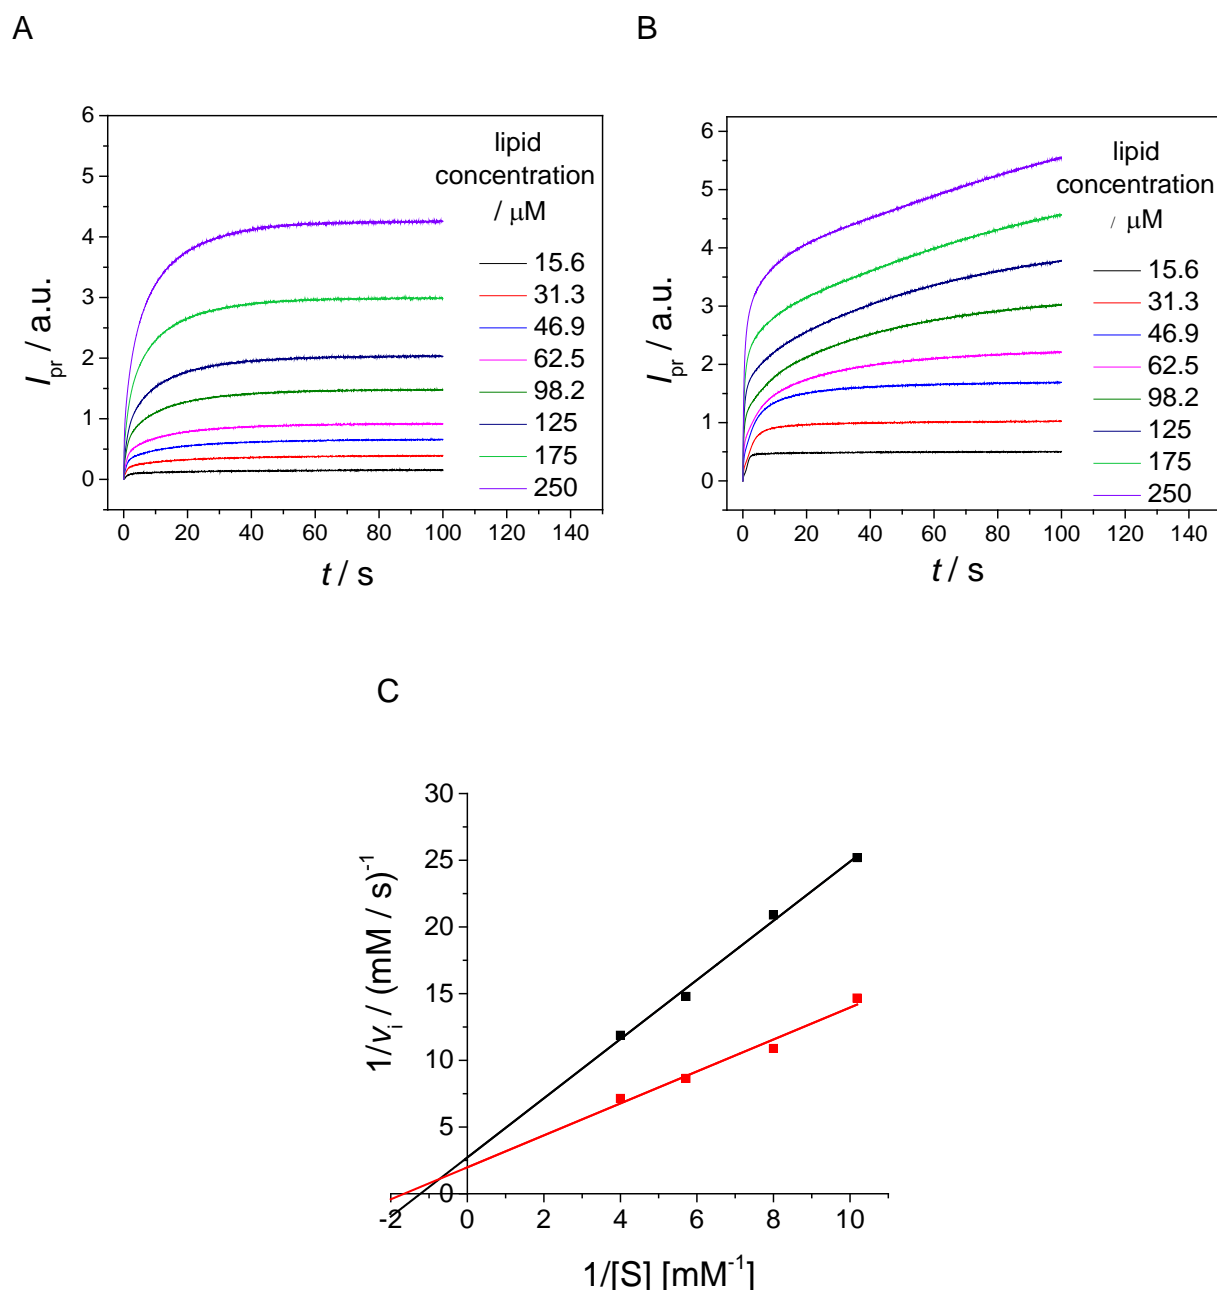 A
B
6
5
4
3
2
1
0
I_pr / a.u.
0 20 40 60 80 100 120 140
t / s
lipid
concentration
/ μM
15.6
31.3
46.9
62.5
98.2
125
175
250
6
5
4
3
2
1
0
I_pr / a.u.
0 20 40 60 80 100 120 140
t / s
lipid
concentration
/ μM
15.6
31.3
46.9
62.5
98.2
125
175
250
C
30
25
20
15
10
5
0
1/v_i / (mM / s)^-1
-2 0 2 4 6 8 10
1/[S] [mM^-1]